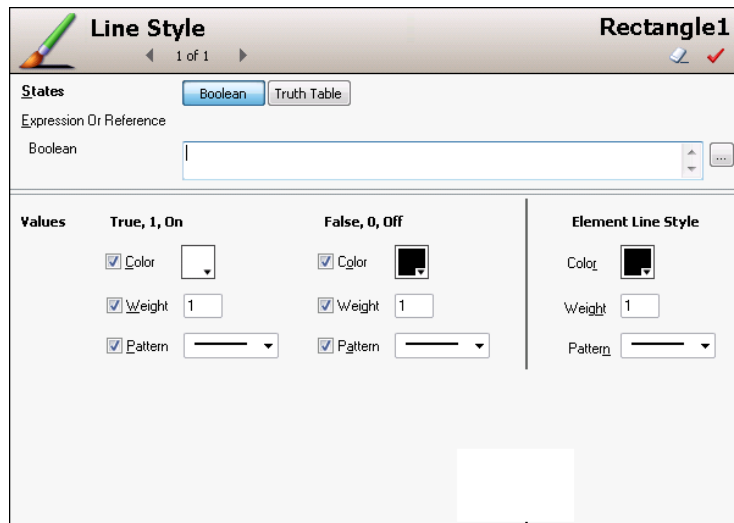 Line Style Rectangle1
1 of 1
States Boolean Truth Table
Expression Or Reference
Boolean ...
Values True, 1, On False, 0, Off Element Line Style
Color Color Color
Weight 1 Weight 1 Weight 1
Pattern Pattern Pattern